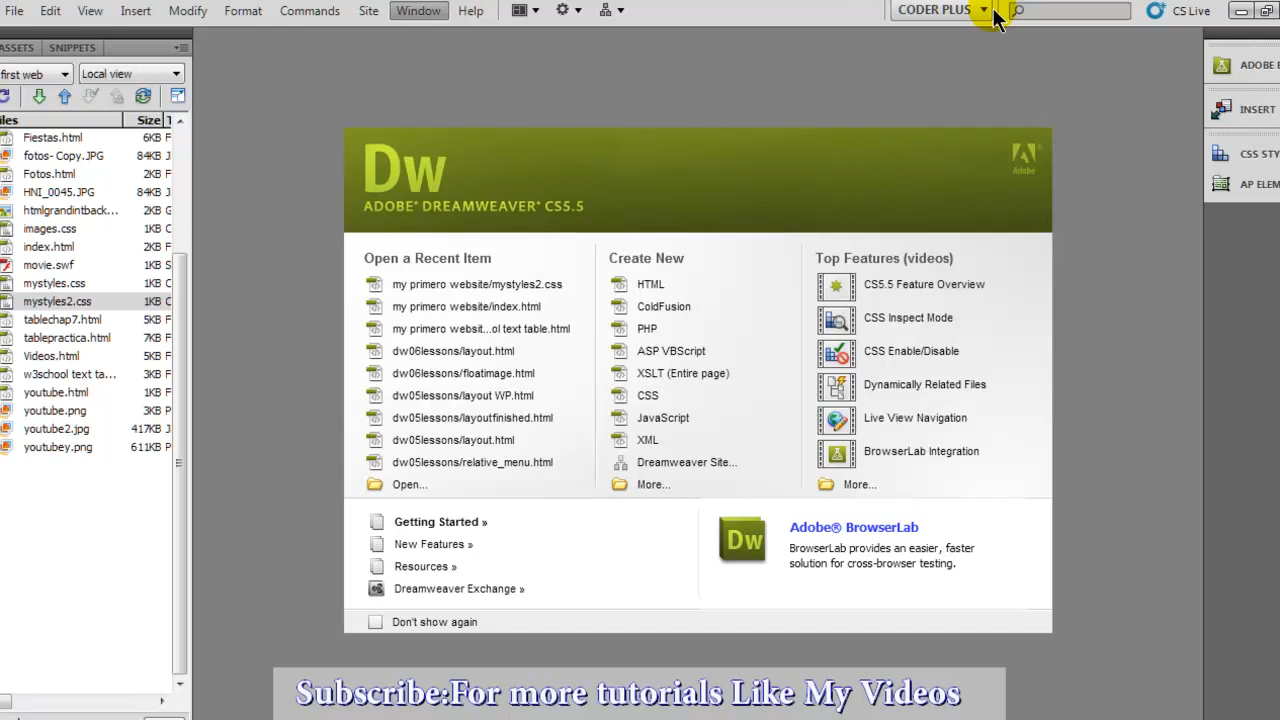 File Edit View Insert Modify Format Commands Site Window Help CODER PLUS CS Live
ASSETS SNIPPETS
first web Local view
iles Size T
Fiestas.html 6KB F
fotos- Copy.JPG 84KB J
Fotos.html 4KB F
HNI_0045.JPG 84KB J
htmlgrandintback... 2KB G
images.css 1KB C
index.html 4KB F
movie.swf 1KB S
mystyles.css 1KB C
mystyles2.css 1KB C
tablechap7.html 5KB F
tablepractica.html 7KB F
Videos.html 5KB F
w3school text ta... 3KB F
youtube.html 1KB F
youtube.png 3KB P
youtube2.jpg 417KB J
youtubey.png 611KB P
Dw
ADOBE® DREAMWEAVER® CS5.5
Adobe
Open a Recent Item
my primero website/mystyles2.css
my primero website/index.html
my primero websit...ol text table.html
dw06lessons/layout.html
dw06lessons/floatimage.html
dw05lessons/layout WP.html
dw05lessons/layoutfinished.html
dw05lessons/layout.html
dw05lessons/relative_menu.html
Open...
Create New
HTML
ColdFusion
PHP
ASP VBScript
XSLT (Entire page)
CSS
JavaScript
XML
Dreamweaver Site...
More...
Top Features (videos)
CS5.5 Feature Overview
CSS Inspect Mode
CSS Enable/Disable
Dynamically Related Files
Live View Navigation
BrowserLab Integration
More...
Getting Started »
New Features »
Resources »
Dreamweaver Exchange »
Dw
Adobe® BrowserLab
BrowserLab provides an easier, faster
solution for cross-browser testing.
Don't show again
ADOBE B
INSERT
CSS STY
AP ELEM
Subscribe:For more tutorials Like My Videos